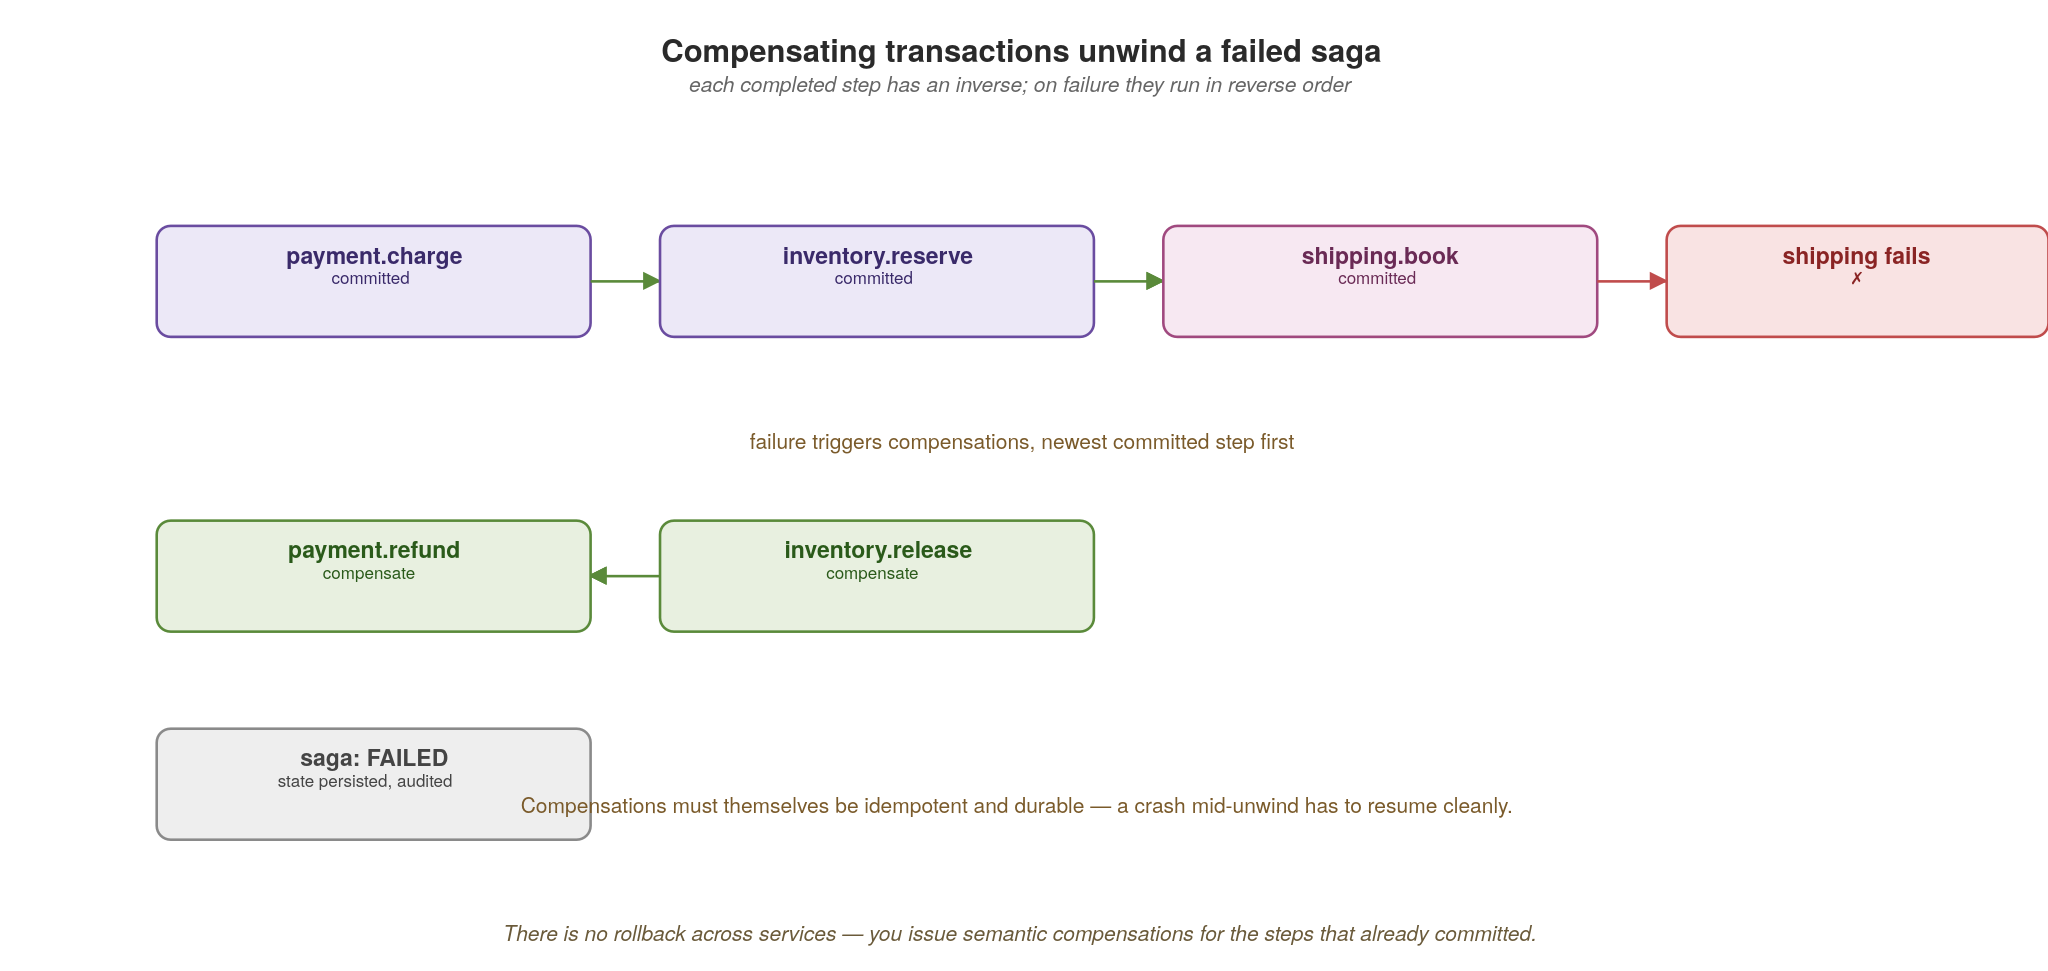 Compensating transactions unwind a failed saga
each completed step has an inverse; on failure they run in reverse order
payment.charge
committed
inventory.reserve
committed
shipping.book
committed
shipping fails
✗
failure triggers compensations, newest committed step first
payment.refund
compensate
inventory.release
compensate
saga: FAILED
state persisted, audited
Compensations must themselves be idempotent and durable — a crash mid-unwind has to resume cleanly.
There is no rollback across services — you issue semantic compensations for the steps that already committed.